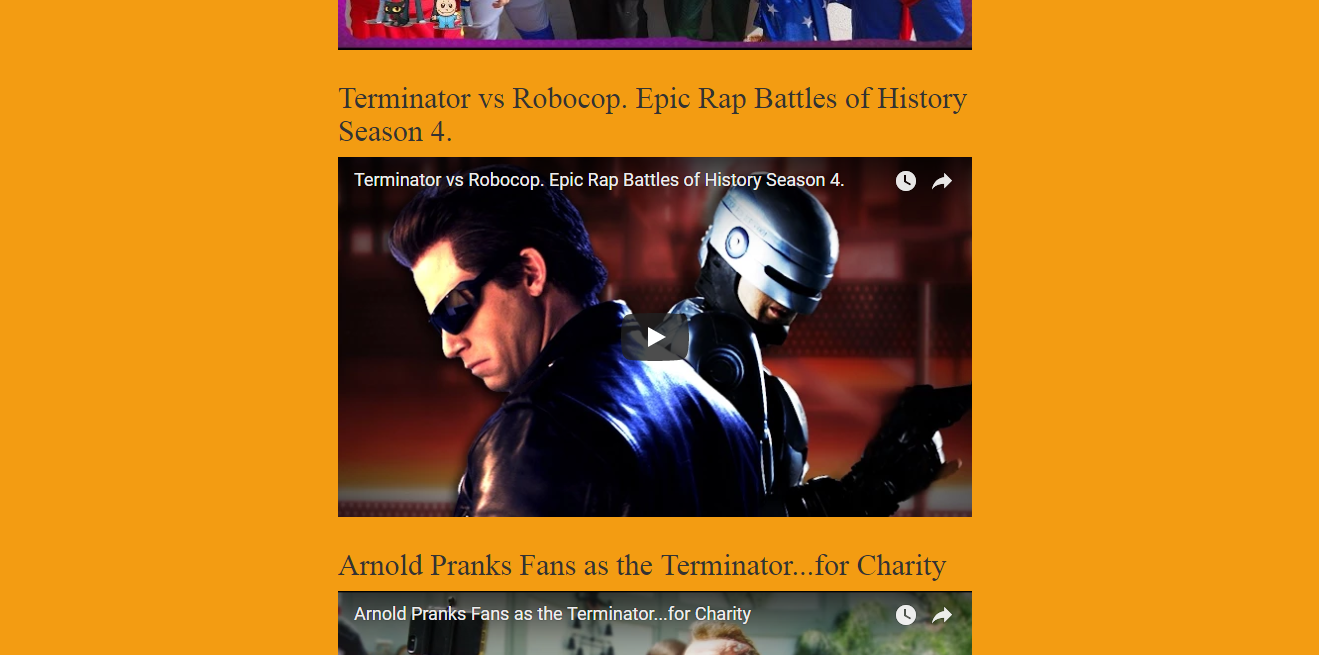 Terminator vs Robocop. Epic Rap Battles of History
Season 4.
Terminator vs Robocop. Epic Rap Battles of History Season 4.
Arnold Pranks Fans as the Terminator...for Charity
Arnold Pranks Fans as the Terminator...for Charity